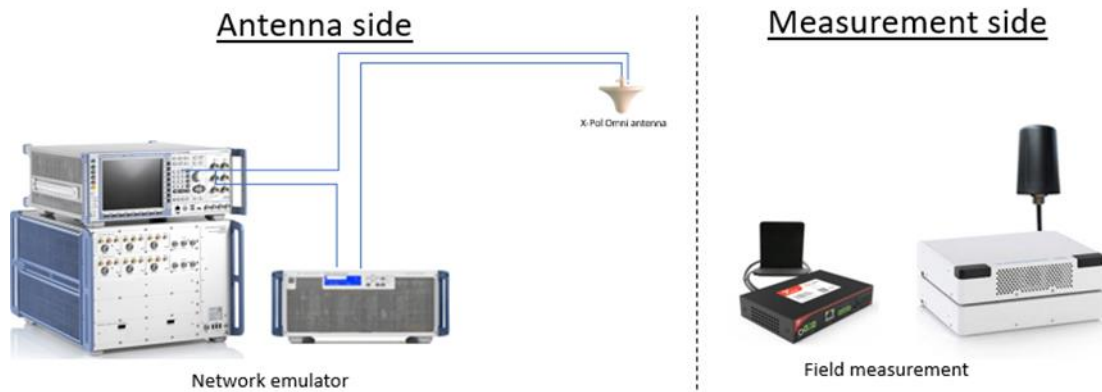 Antenna side
Measurement side
X-Pol Omni antenna
Network emulator
Field measurement